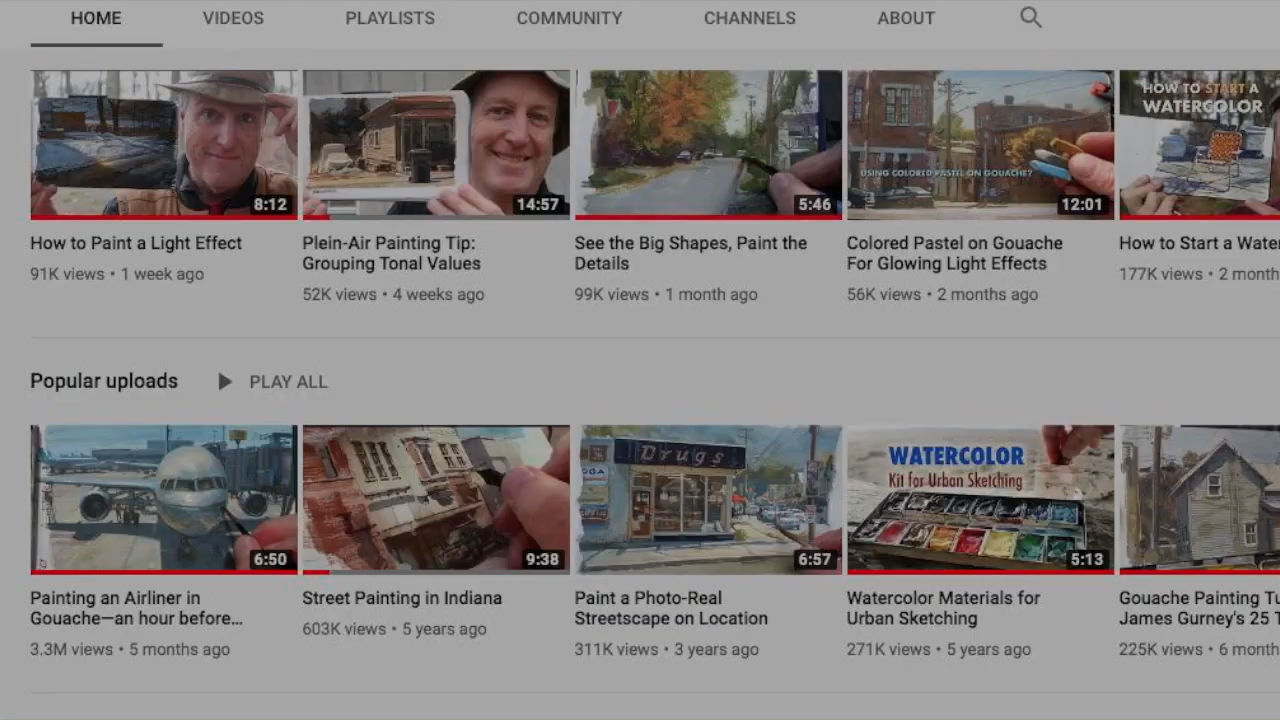 HOME VIDEOS PLAYLISTS COMMUNITY CHANNELS ABOUT
HOW TO START A
WATERCOLOR
USING COLORED PASTEL ON GOUACHE?
8:12 14:57 5:46 12:01
How to Paint a Light Effect
91K views • 1 week ago
Plein-Air Painting Tip:
Grouping Tonal Values
52K views • 4 weeks ago
See the Big Shapes, Paint the
Details
99K views • 1 month ago
Colored Pastel on Gouache
For Glowing Light Effects
56K views • 2 months ago
How to Start a Water
177K views • 2 month
Popular uploads PLAY ALL
Drugs
WATERCOLOR
Kit for Urban Sketching
6:50 9:38 6:57 5:13
Painting an Airliner in
Gouache—an hour before...
3.3M views • 5 months ago
Street Painting in Indiana
603K views • 5 years ago
Paint a Photo-Real
Streetscape on Location
311K views • 3 years ago
Watercolor Materials for
Urban Sketching
271K views • 5 years ago
Gouache Painting Tu
James Gurney's 25 T
225K views • 6 month